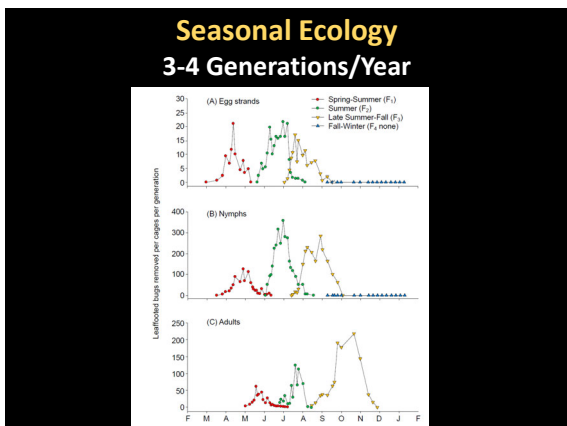 Seasonal Ecology
3-4 Generations/Year
(A) Egg strands
Spring-Summer (F1)
Summer (F2)
Late Summer-Fall (F3)
Fall-Winter (F4 none)
30
25
20
15
10
5
0
Leaffooted bugs removed per cages per generation
(B) Nymphs
400
300
200
100
0
(C) Adults
250
200
150
100
50
0
F M A M J J A S O N D J F